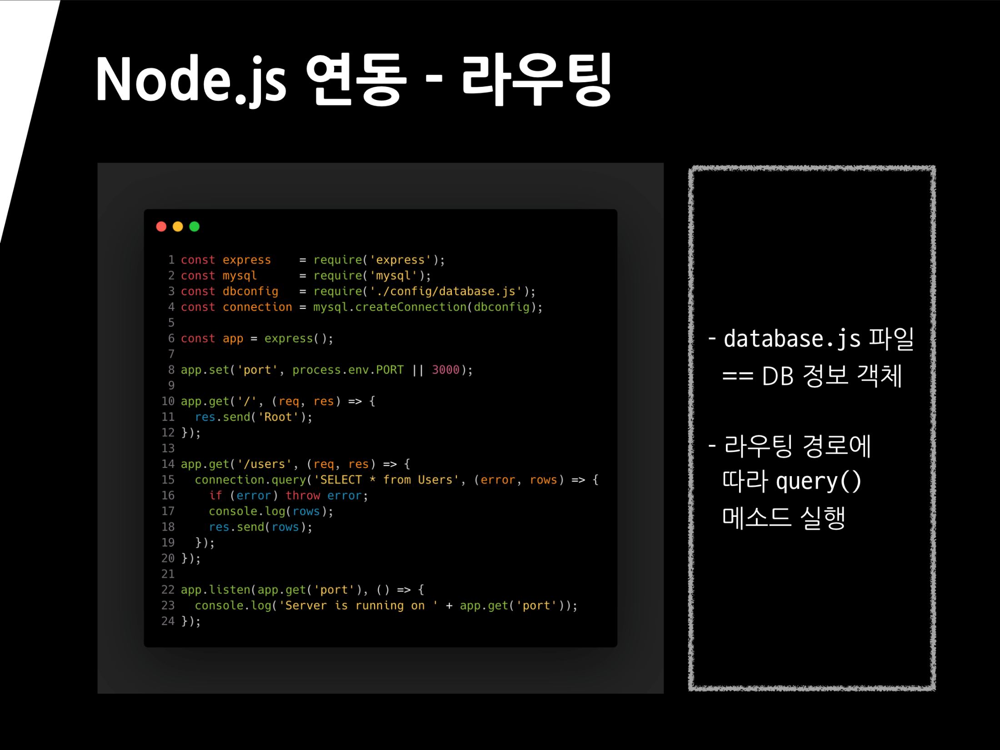 Node.js 연동 - 라우팅
1 const express    = require('express');
2 const mysql      = require('mysql');
3 const dbconfig   = require('./config/database.js');
4 const connection = mysql.createConnection(dbconfig);
5
6 const app = express();
7
8 app.set('port', process.env.PORT || 3000);
9
10 app.get('/', (req, res) => {
11   res.send('Root');
12 });
13
14 app.get('/users', (req, res) => {
15   connection.query('SELECT * from Users', (error, rows) => {
16     if (error) throw error;
17     console.log(rows);
18     res.send(rows);
19   });
20 });
21
22 app.listen(app.get('port'), () => {
23   console.log('Server is running on ' + app.get('port'));
24 });
- database.js 파일
== DB 정보 객체
- 라우팅 경로에
따라 query()
메소드 실행